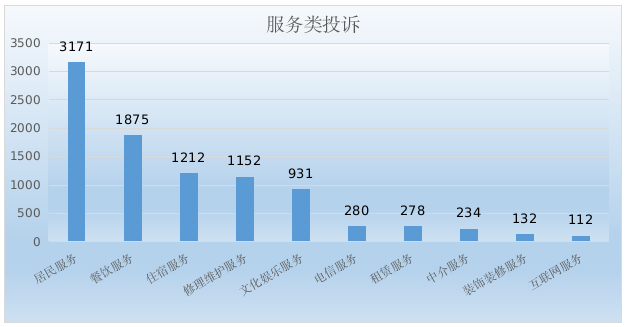 服务类投诉
3500
3000
2500
2000
1500
1000
500
0
3171
1875
1212
1152
931
280
278
234
132
112
居民服务
餐饮服务
住宿服务
修理维护服务
文化娱乐服务
电信服务
租赁服务
中介服务
装饰装修服务
互联网服务